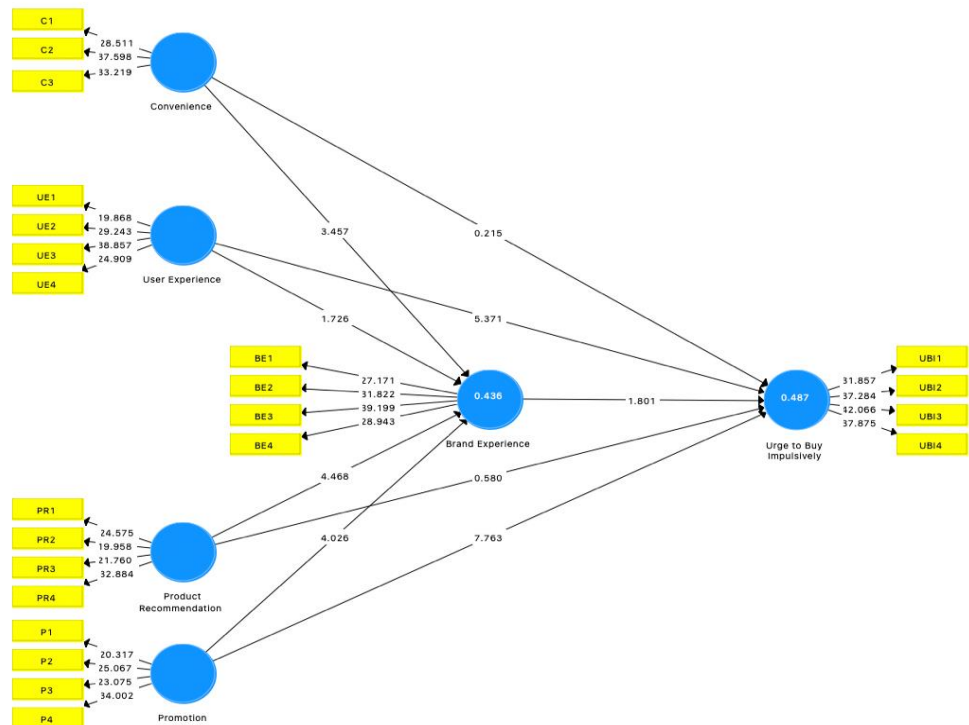 C1
28.511
C2
37.598
C3
33.219
Convenience
UE1
19.868
UE2
29.243
UE3
38.857
UE4
24.909
User Experience
3.457
0.215
1.726
5.371
BE1
27.171
BE2
31.822
BE3
39.199
BE4
28.943
0.436
Brand Experience
1.801
0.487
Urge to Buy
Impulsively
UBI1
31.857
UBI2
37.284
UBI3
42.066
UBI4
37.875
4.468
0.580
4.026
7.763
PR1
24.575
PR2
19.958
PR3
21.760
PR4
32.884
Product
Recommendation
P1
20.317
P2
25.067
P3
23.075
P4
34.002
Promotion